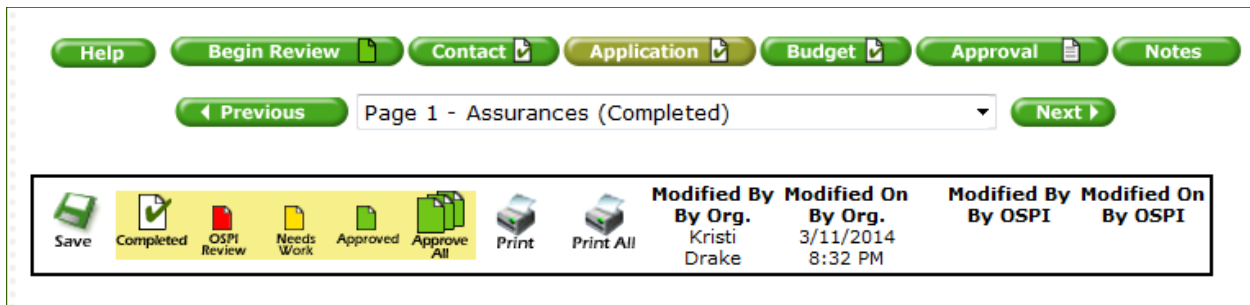 Help Begin Review Contact Application Budget Approval Notes
Previous Page 1 - Assurances (Completed) Next
Save Completed OSPI Review Needs Work Approved Approve All Print Print All
Modified By By Org. Modified On By Org. Modified By By OSPI Modified On By OSPI
Kristi Drake 3/11/2014 8:32 PM